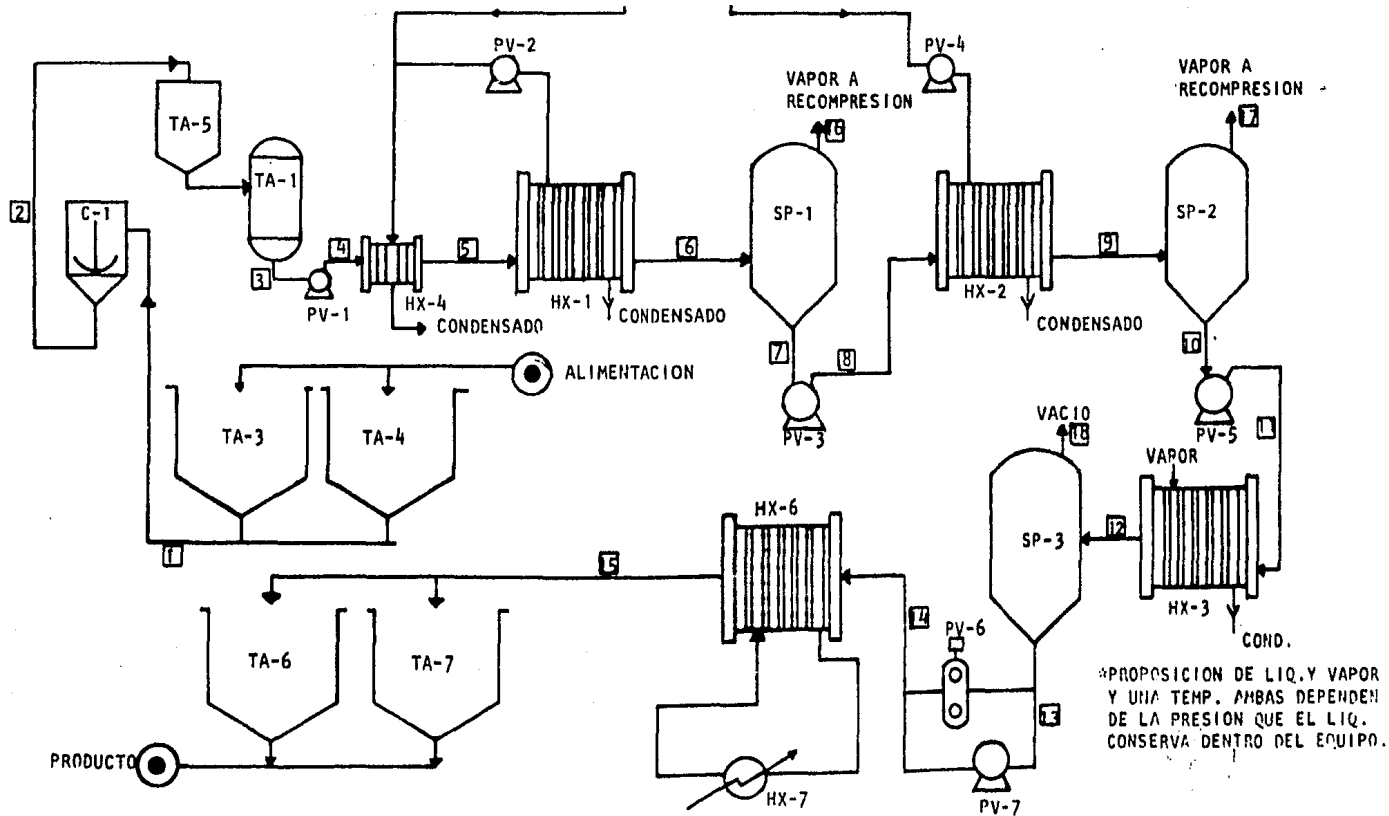 PV-2
PV-4
VAPOR A
RECOMPRESION
VAPOR A
RECOMPRESION
16
17
TA-5
TA-1
C-1
2
3
4
5
6
PV-1
HX-4
CONDENSADO
HX-1
CONDENSADO
SP-1
7
8
PV-3
HX-2
CONDENSADO
9
SP-2
10
PV-5
11
ALIMENTACION
TA-3
TA-4
1
VACIO
18
VAPOR
SP-3
12
HX-3
COND.
HX-6
15
14
PV-6
13
PV-7
HX-7
TA-6
TA-7
PRODUCTO
*PROPOSICION DE LIQ.Y VAPOR
Y UNA TEMP. AMBAS DEPENDEN
DE LA PRESION QUE EL LIQ.
CONSERVA DENTRO DEL EQUIPO.